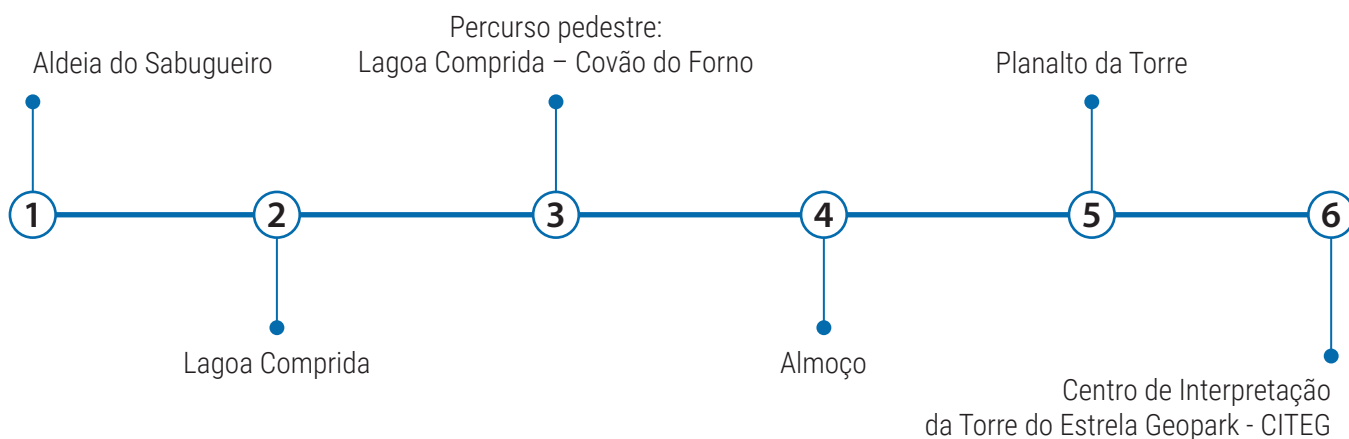 Percurso pedestre:
Aldeia do Sabugueiro
Lagoa Comprida – Covão do Forno
Planalto da Torre
1
2
3
4
5
6
Lagoa Comprida
Almoço
Centro de Interpretação
da Torre do Estrela Geopark - CITEG